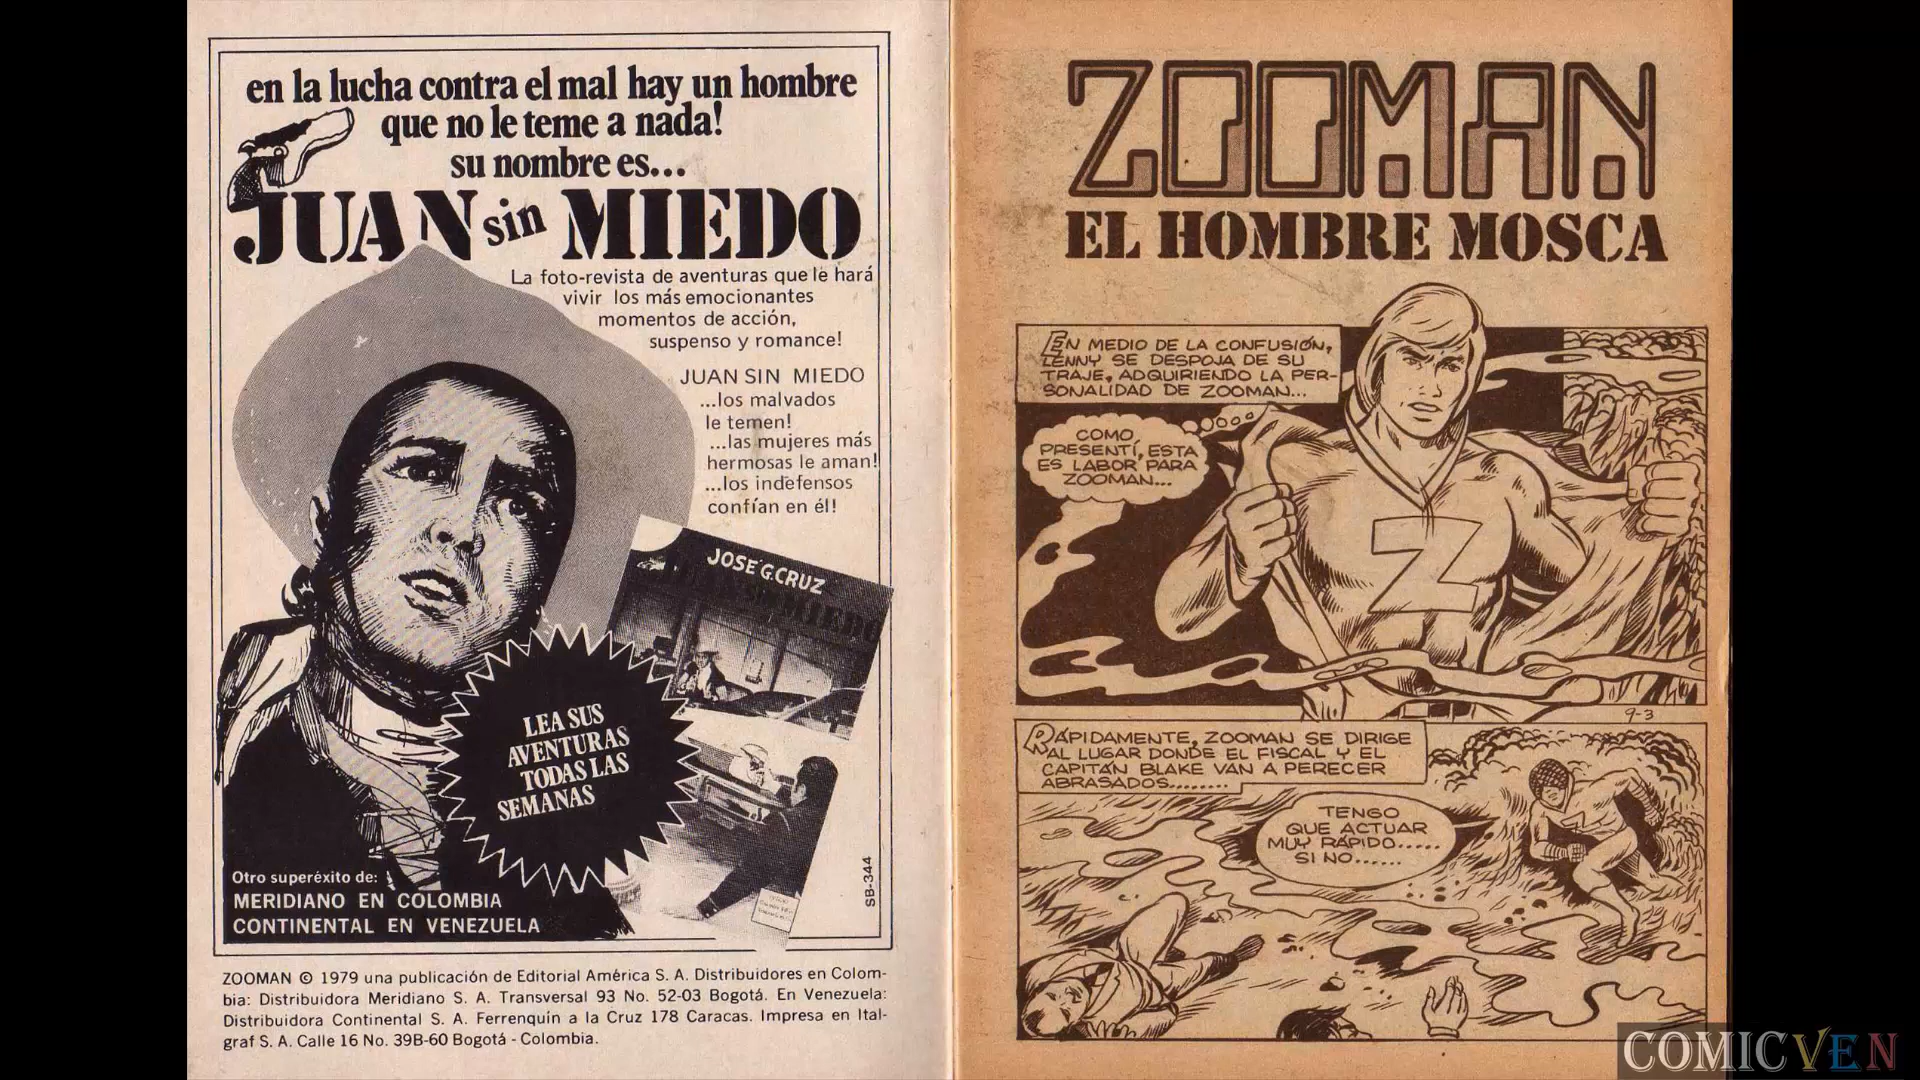 en la lucha contra el mal hay un hombre
que no le teme a nada!
su nombre es...
JUAN sin MIEDO
La foto-revista de aventuras que le hará
vivir los más emocionantes
momentos de acción,
suspenso y romance!
JUAN SIN MIEDO
...los malvados
le temen!
...las mujeres más
hermosas le aman!
...los indefensos
confían en él!
JOSE G. CRUZ
LEA SUS
AVENTURAS
TODAS LAS
SEMANAS
Otro superéxito de:
MERIDIANO EN COLOMBIA
CONTINENTAL EN VENEZUELA
SB-344
ZOOMAN © 1979 una publicación de Editorial América S. A. Distribuidores en Colom-
bia: Distribuidora Meridiano S. A. Transversal 93 No. 52-03 Bogotá. En Venezuela:
Distribuidora Continental S. A. Ferrenquín a la Cruz 178 Caracas. Impresa en Ital-
graf S. A. Calle 16 No. 39B-60 Bogotá - Colombia.
ZOOMAN
EL HOMBRE MOSCA
EN MEDIO DE LA CONFUSIÓN,
LENNY SE DESPOJA DE SU
TRAJE, ADQUIRIENDO LA PER-
SONALIDAD DE ZOOMAN...
COMO
PRESENTÍ, ESTA
ES LABOR PARA
ZOOMAN...
Z
9-3
RÁPIDAMENTE, ZOOMAN SE DIRIGE
AL LUGAR DONDE EL FISCAL Y EL
CAPITÁN BLAKE VAN A PERECER
ABRASADOS........
TENGO
QUE ACTUAR
MUY RÁPIDO.....
SI NO......
COMICVEN